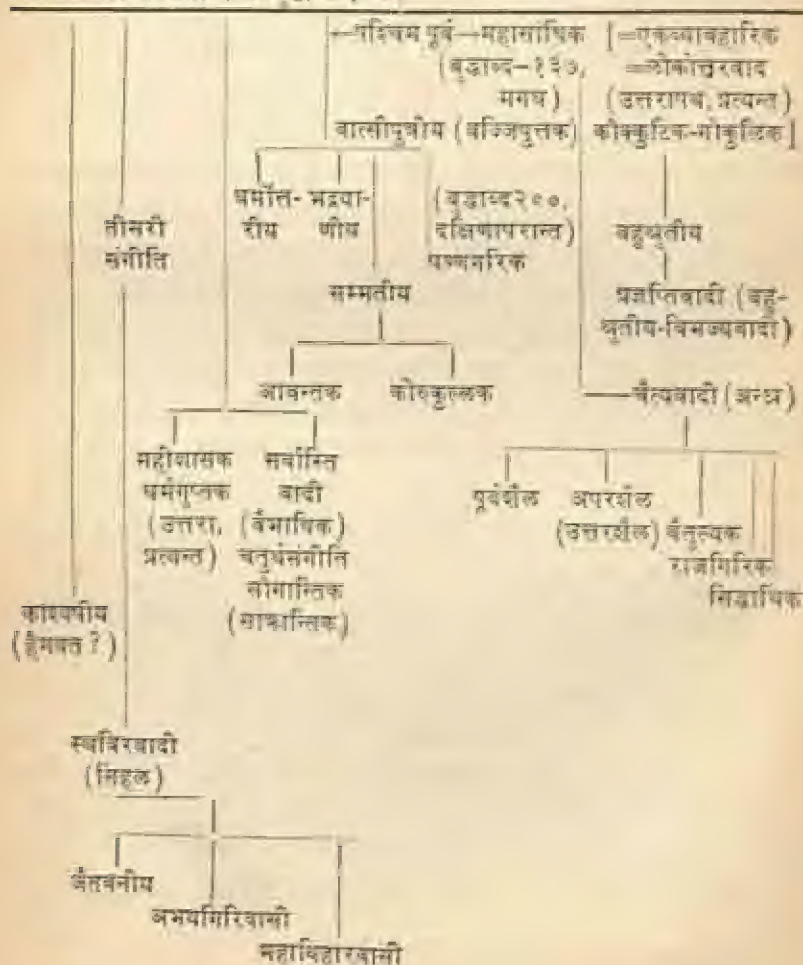 ←पश्चिम पूर्व→महासांघिक [=एकव्यावहारिक
(बुद्धाब्द-१३७, =लोकोत्तरवाद
मगध) (उत्तरापथ, प्रत्यन्त)
वात्सीपुत्रीय (वज्जिपुत्तक) कौक्कुटिक-गोकुलिक]
धर्मोत्त- भद्रया- (बुद्धाब्द२००,
रीय णीय दक्षिणापरान्त)
तीसरी षण्णगरिक बहुश्रुतीय
संगीति
सम्मतीय प्रज्ञप्तिवादी (बहु-
श्रुतीय-विभज्यवादी)
आवन्तक कोरुकुल्लक चैत्यवादी (अन्ध्र)
महीशासक सर्वास्ति
धर्मगुप्तक वादी पूर्वशैल अपरशैल
(उत्तरा, (वैभाषिक) (उत्तरशैल) वैतुल्यक
प्रत्यन्त) चतुर्थसंगीति राजगिरिक
सौत्रान्तिक सिद्धार्थिक
काश्यपीय (सांक्रान्तिक)
(हैमवत ?)
स्थविरवादी
(सिंहल)
जेतवनीय
अभयगिरिवासी
महाविहारवासी